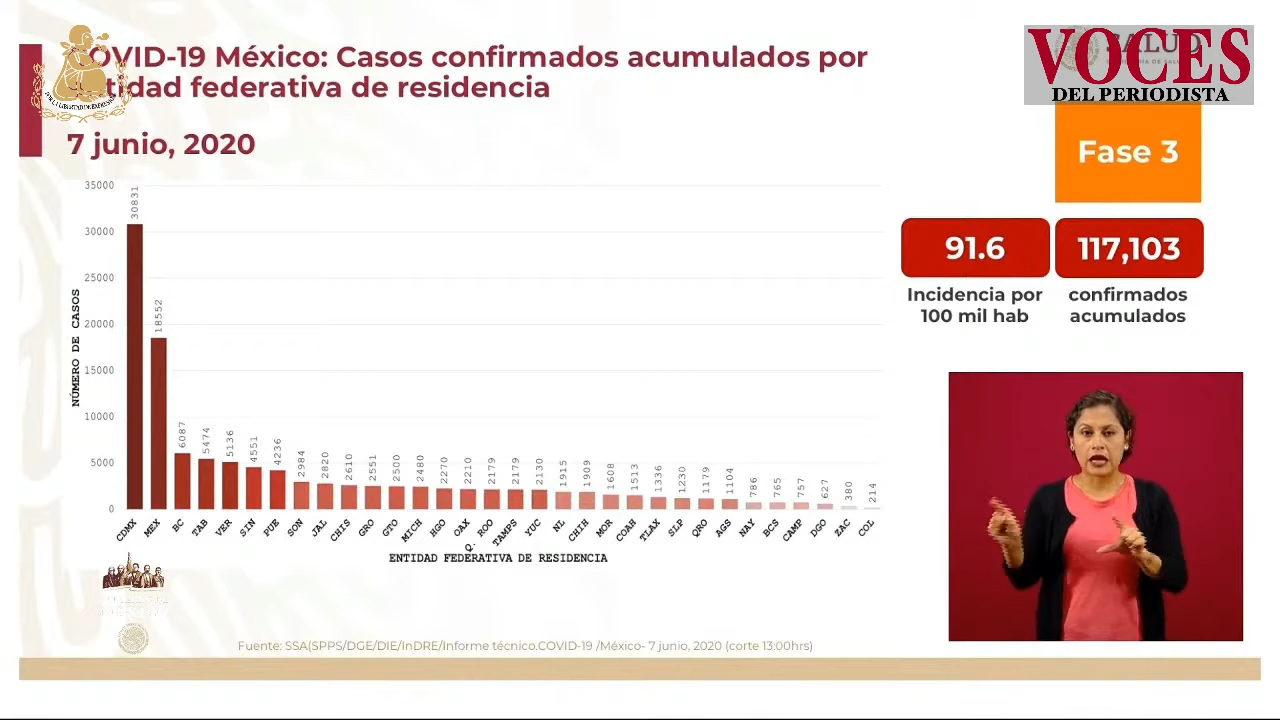 OVID-19 México: Casos confirmados acumulados por
tidad federativa de residencia
7 junio, 2020
VOCES
DEL PERIODISTA
SALUD
Fase 3
91.6
Incidencia por
100 mil hab
117,103
confirmados
acumulados
NÚMERO DE CASOS
35000
30000
25000
20000
15000
10000
5000
0
30831
18552
6087
5474
5136
4551
4236
2984
2820
2610
2551
2500
2480
2270
2210
2179
2179
2130
1915
1909
1608
1513
1336
1230
1179
1104
786
765
757
627
380
214
CDMX
MEX
BC
TAB
VER
SIN
PUE
SON
JAL
CHIS
GRO
GTO
MICH
HGO
OAX
Q. ROO
TAMPS
YUC
NL
CHIH
MOR
COAH
TLAX
SLP
QRO
AGS
NAY
BCS
CAMP
DGO
ZAC
COL
ENTIDAD FEDERATIVA DE RESIDENCIA
Fuente: SSA(SPPS/DGE/DIE/InDRE/Informe técnico.COVID-19 /México- 7 junio, 2020 (corte 13:00hrs)